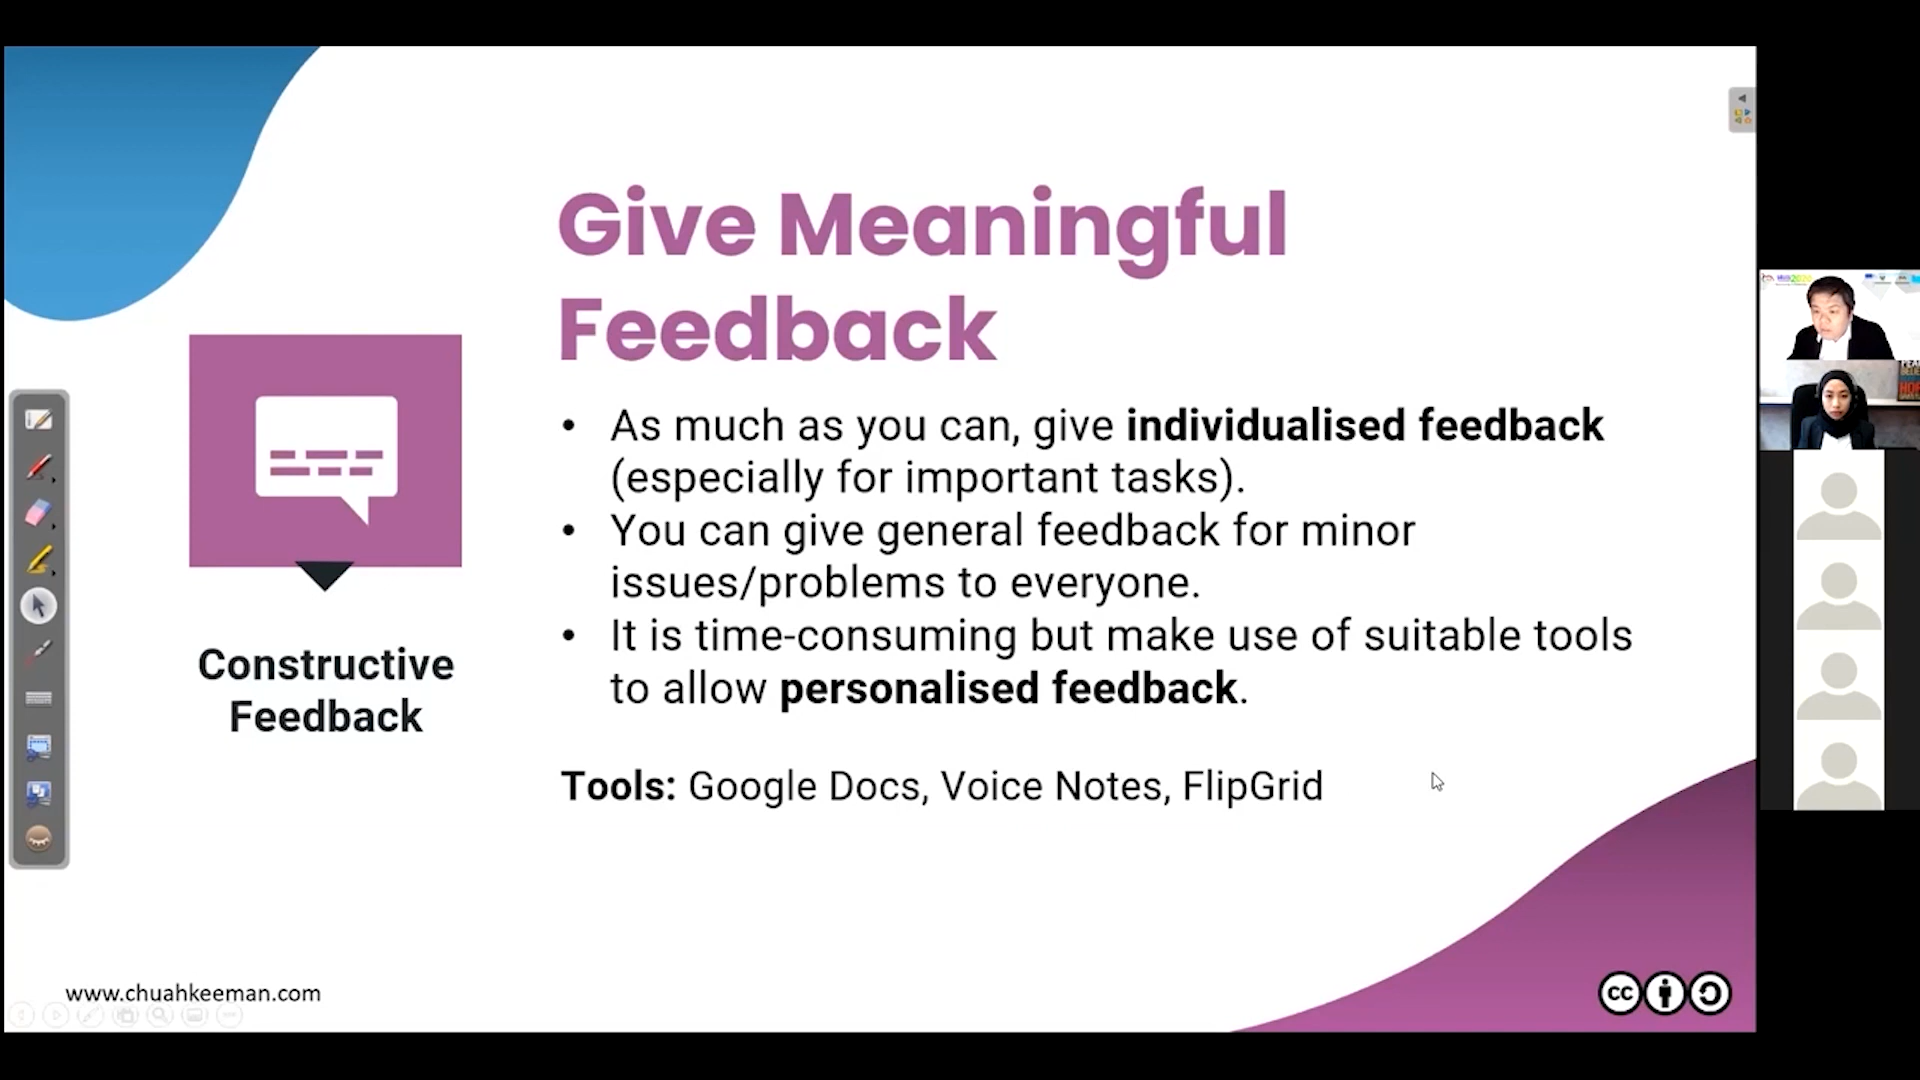 Give Meaningful
Feedback
• As much as you can, give individualised feedback
(especially for important tasks).
• You can give general feedback for minor
issues/problems to everyone.
• It is time-consuming but make use of suitable tools
to allow personalised feedback.
Tools: Google Docs, Voice Notes, FlipGrid
Constructive
Feedback
www.chuahkeeman.com
cc